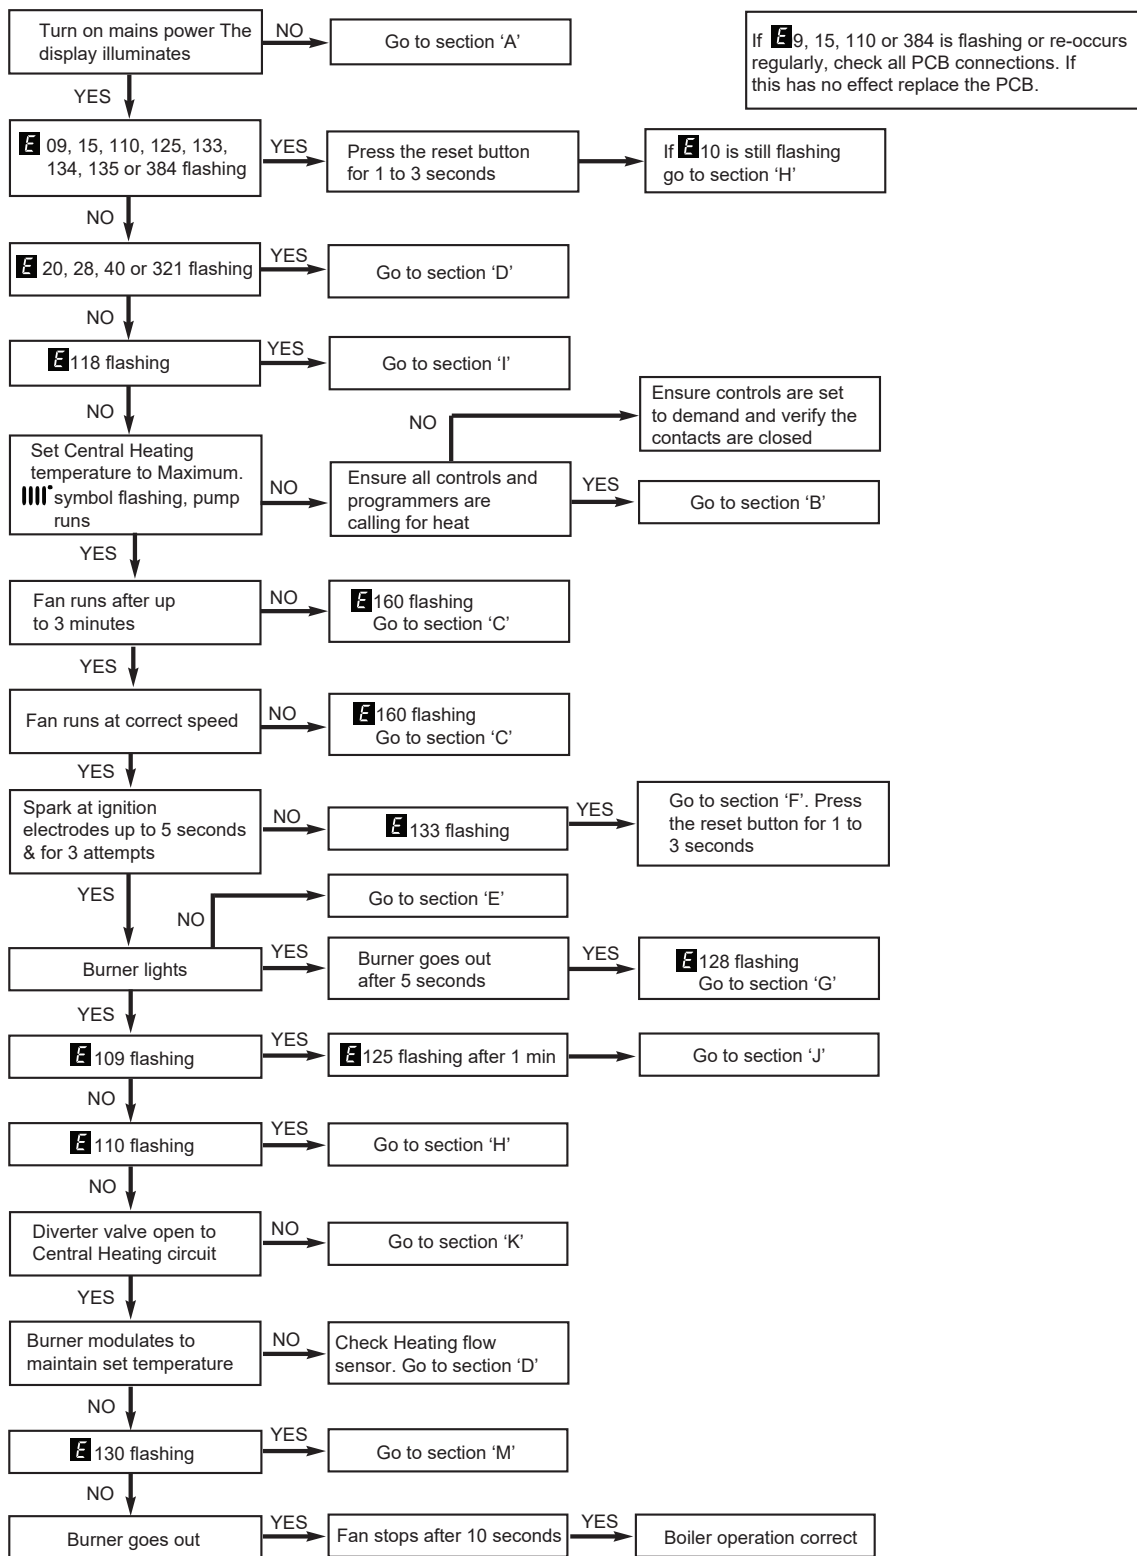 Turn on mains power The
display illuminates
NO
Go to section ‘A’
If E 9, 15, 110 or 384 is flashing or re-occurs
regularly, check all PCB connections. If
this has no effect replace the PCB.
YES
E 09, 15, 110, 125, 133,
134, 135 or 384 flashing
YES
Press the reset button
for 1 to 3 seconds
If E 10 is still flashing
go to section ‘H’
NO
E 20, 28, 40 or 321 flashing
YES
Go to section ‘D’
NO
E 118 flashing
YES
Go to section ‘I’
NO
Set Central Heating
temperature to Maximum.
symbol flashing, pump
runs
NO
Ensure all controls and
programmers are
calling for heat
NO
Ensure controls are set
to demand and verify the
contacts are closed
YES
Go to section ‘B’
YES
Fan runs after up
to 3 minutes
NO
E 160 flashing
Go to section ‘C’
YES
Fan runs at correct speed
NO
E 160 flashing
Go to section ‘C’
YES
Spark at ignition
electrodes up to 5 seconds
& for 3 attempts
NO
E 133 flashing
YES
Go to section ‘F’. Press
the reset button for 1 to
3 seconds
YES
NO
Go to section ‘E’
Burner lights
YES
Burner goes out
after 5 seconds
YES
E 128 flashing
Go to section ‘G’
YES
E 109 flashing
YES
E 125 flashing after 1 min
Go to section ‘J’
NO
E 110 flashing
YES
Go to section ‘H’
NO
Diverter valve open to
Central Heating circuit
NO
Go to section ‘K’
YES
Burner modulates to
maintain set temperature
NO
Check Heating flow
sensor. Go to section ‘D’
NO
E 130 flashing
YES
Go to section ‘M’
NO
Burner goes out
YES
Fan stops after 10 seconds
YES
Boiler operation correct